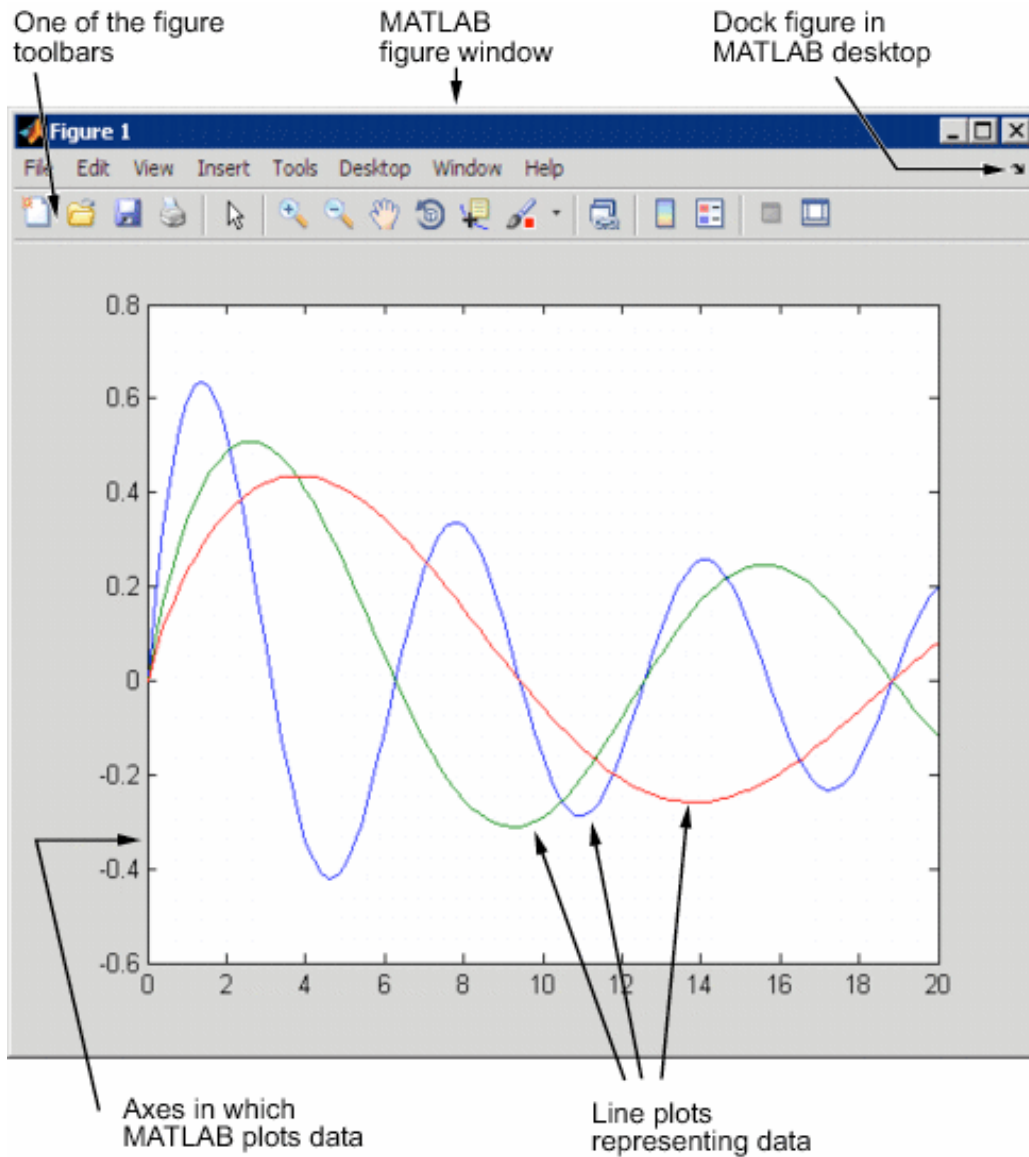 One of the figure
toolbars
MATLAB
figure window
Dock figure in
MATLAB desktop
Figure 1
File Edit View Insert Tools Desktop Window Help
0.8
0.6
0.4
0.2
0
-0.2
-0.4
-0.6
0 2 4 6 8 10 12 14 16 18 20
Axes in which
MATLAB plots data
Line plots
representing data